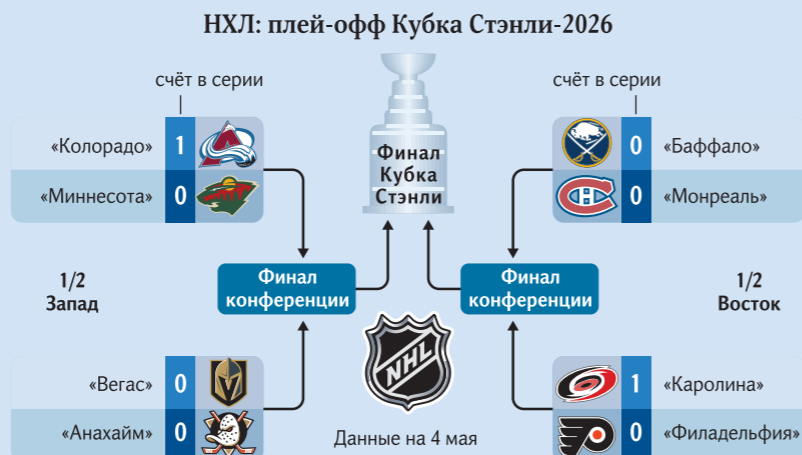 НХЛ: плей-офф Кубка Стэнли-2026
счёт в серии
«Колорадо» 1
«Миннесота» 0
Финал
Кубка
Стэнли
счёт в серии
0 «Баффало»
0 «Монреаль»
1/2
Запад
Финал
конференции
Финал
конференции
1/2
Восток
NHL
«Вегас» 0
«Анахайм» 0
Данные на 4 мая
1 «Каролина»
0 «Филадельфия»